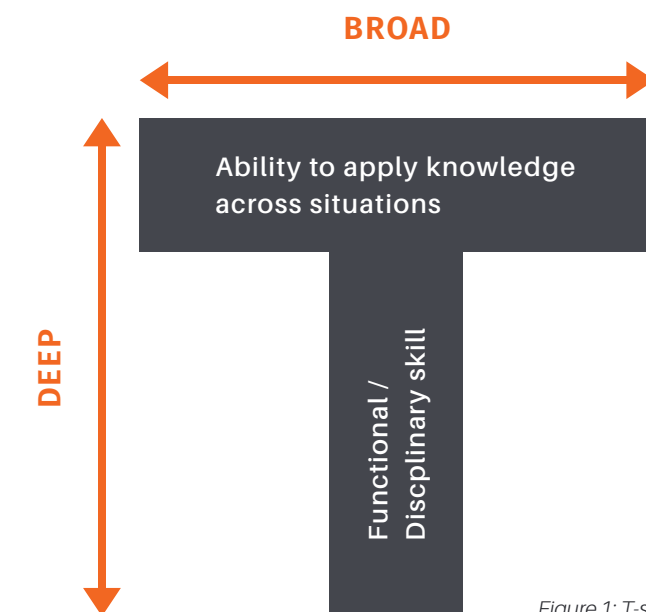 BROAD
Ability to apply knowledge
across situations
DEEP
Functional /
Discplinary skill
Figure 1: T-s